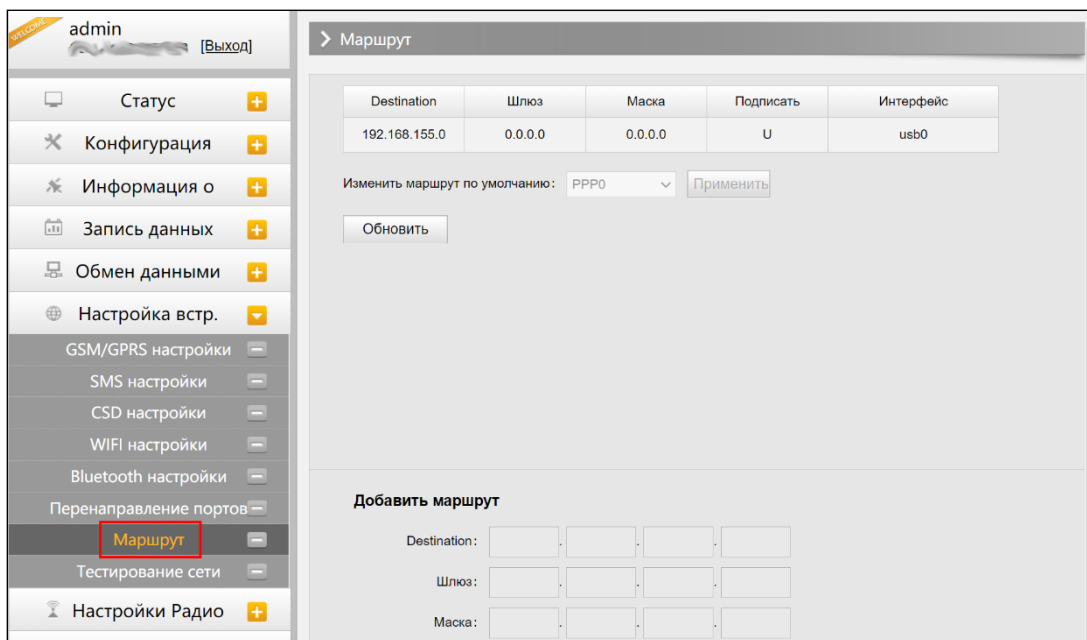 WELCOME
admin
[Выход]
Статус
Конфигурация
Информация о
Запись данных
Обмен данными
Настройка встр.
GSM/GPRS настройки
SMS настройки
CSD настройки
WIFI настройки
Bluetooth настройки
Перенаправление портов
Маршрут
Тестирование сети
Настройки Радио
Маршрут
Destination Шлюз Маска Подписать Интерфейс
192.168.155.0 0.0.0.0 0.0.0.0 U usb0
Изменить маршрут по умолчанию: PPP0 Применить
Обновить
Добавить маршрут
Destination: . . .
Шлюз: . . .
Маска: . . .